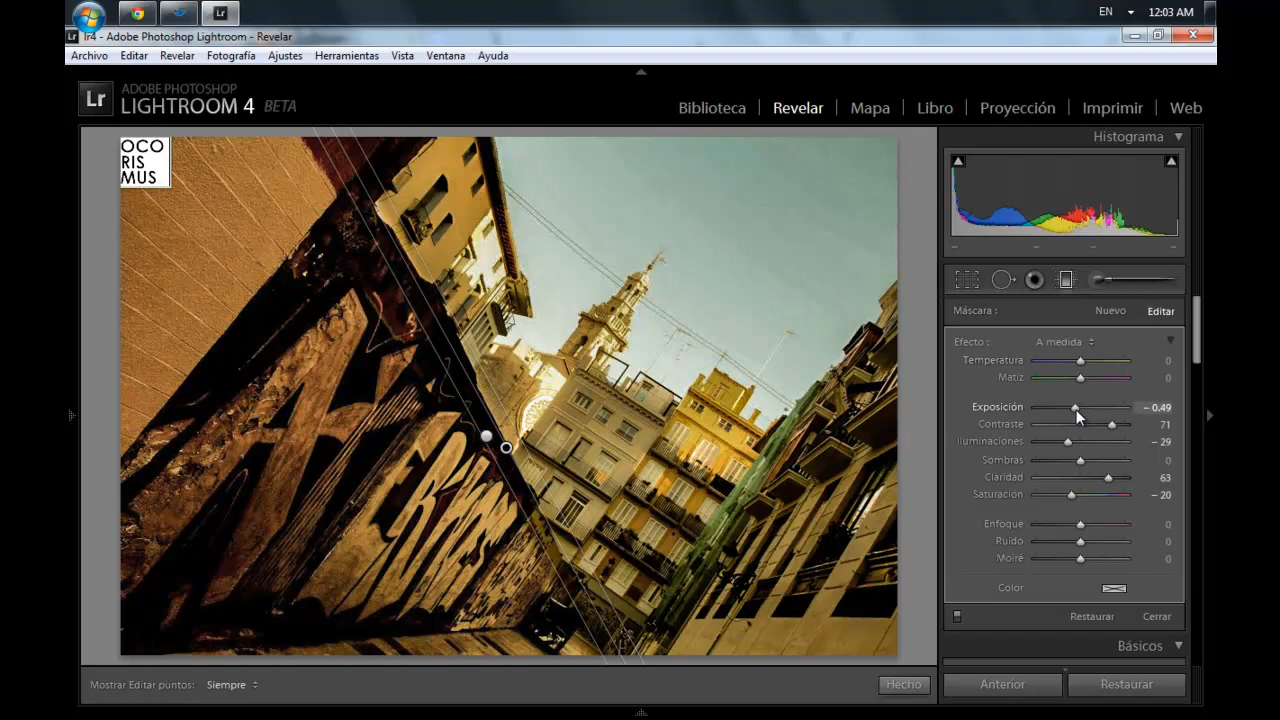 EN 12:03 AM
lr4 - Adobe Photoshop Lightroom - Revelar
Archivo Editar Revelar Fotografía Ajustes Herramientas Vista Ventana Ayuda
Lr ADOBE PHOTOSHOP
LIGHTROOM 4 BETA
Biblioteca Revelar Mapa Libro Proyección Imprimir Web
Histograma
OCO
RIS
MUS
Máscara : Nuevo Editar
Efecto : A medida
Temperatura 0
Matiz 0
Exposición – 0.49
Contraste 71
Iluminaciones – 29
Sombras 0
Claridad 63
Saturación – 20
Enfoque 0
Ruido 0
Moiré 0
Color
Restaurar Cerrar
Básicos
Mostrar Editar puntos: Siempre Hecho
Anterior Restaurar